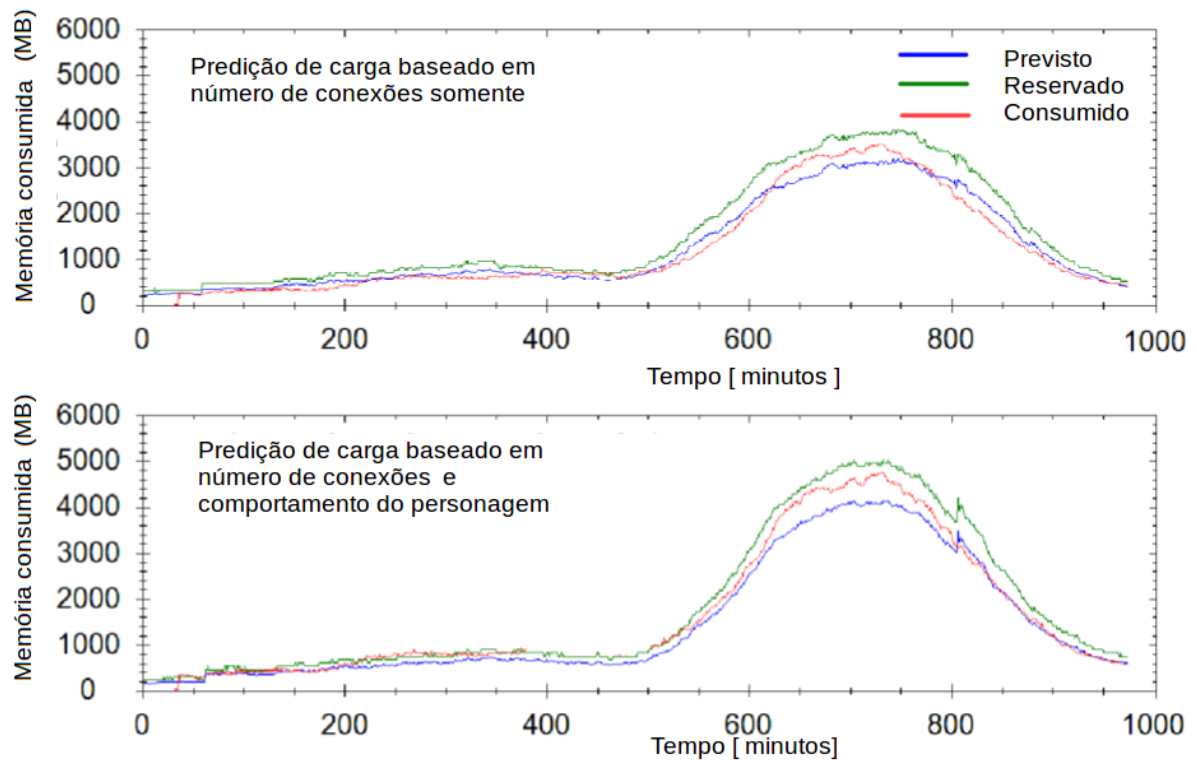 Memória consumida (MB)
6000
5000
4000
3000
2000
1000
0
Predição de carga baseado em
número de conexões somente
Previsto
Reservado
Consumido
0 200 400 600 800 1000
Tempo [ minutos ]
Memória consumida (MB)
6000
5000
4000
3000
2000
1000
0
Predição de carga baseado em
número de conexões e
comportamento do personagem
0 200 400 600 800 1000
Tempo [ minutos]